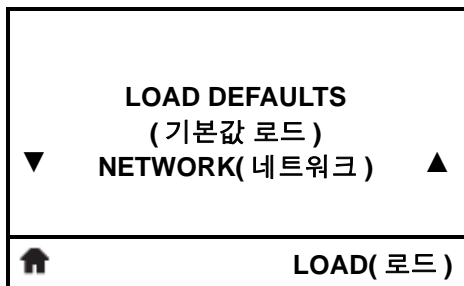 LOAD DEFAULTS
( 기본값 로드 )
▼ NETWORK( 네트워크 ) ▲
LOAD( 로드 )